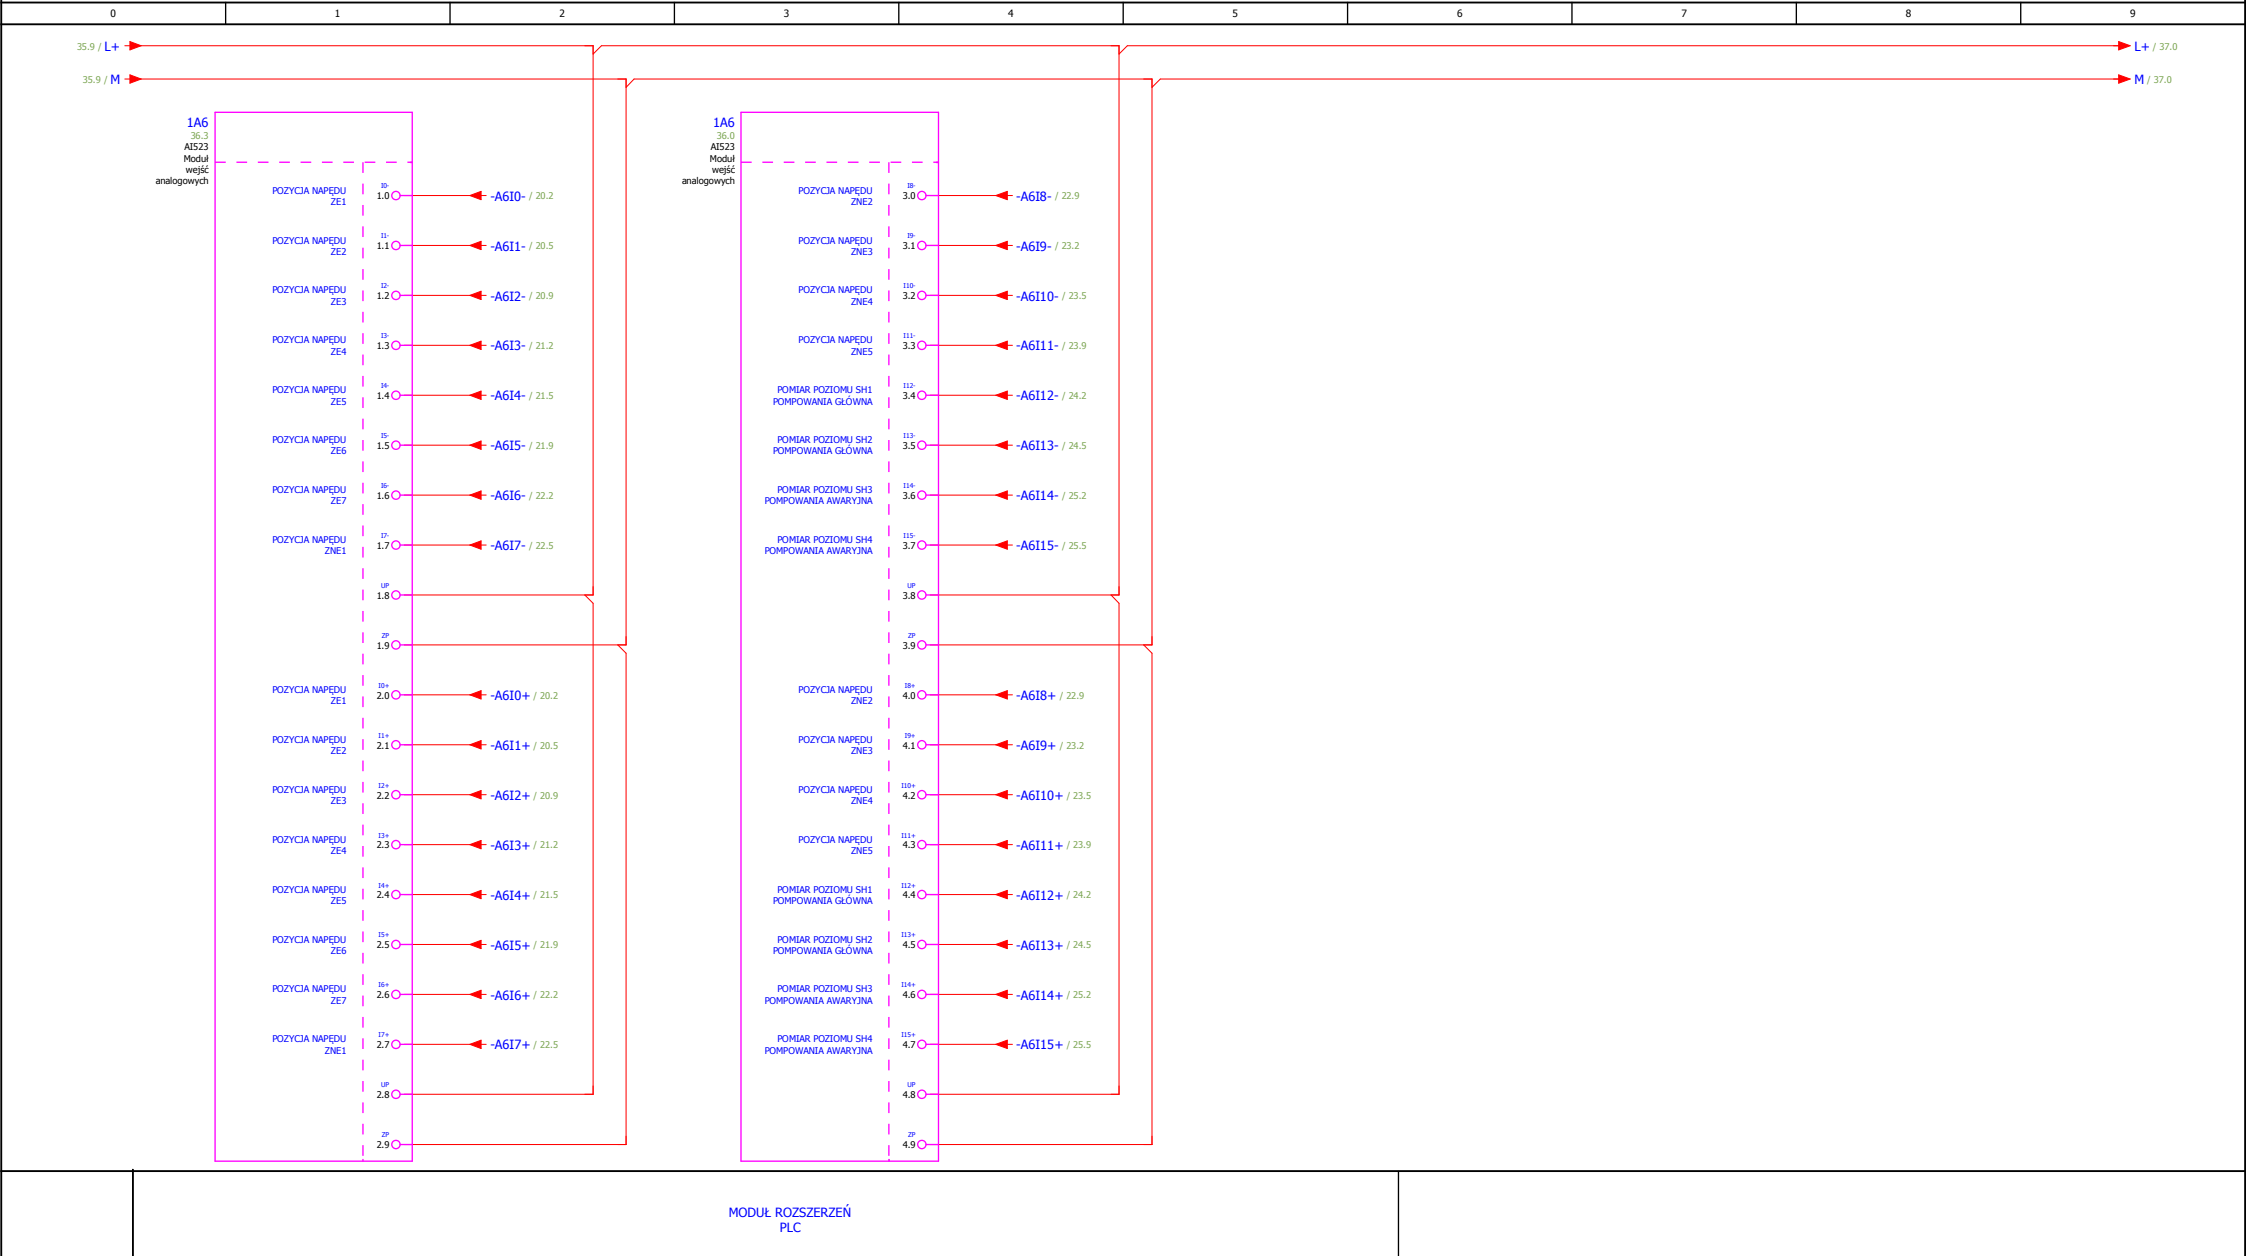 0 1 2 3 4 5 6 7 8 9
35.9 / L+ L+ / 37.0
35.9 / M M / 37.0
1A6
36.3
AI523
Moduł
wejść
analogowych
POZYCJA NAPĘDU
ZE1
I0-
1.0
-A6I0- / 20.2
POZYCJA NAPĘDU
ZE2
I1-
1.1
-A6I1- / 20.5
POZYCJA NAPĘDU
ZE3
I2-
1.2
-A6I2- / 20.9
POZYCJA NAPĘDU
ZE4
I3-
1.3
-A6I3- / 21.2
POZYCJA NAPĘDU
ZE5
I4-
1.4
-A6I4- / 21.5
POZYCJA NAPĘDU
ZE6
I5-
1.5
-A6I5- / 21.9
POZYCJA NAPĘDU
ZE7
I6-
1.6
-A6I6- / 22.2
POZYCJA NAPĘDU
ZNE1
I7-
1.7
-A6I7- / 22.5
UP
1.8
ZP
1.9
POZYCJA NAPĘDU
ZE1
I0+
2.0
-A6I0+ / 20.2
POZYCJA NAPĘDU
ZE2
I1+
2.1
-A6I1+ / 20.5
POZYCJA NAPĘDU
ZE3
I2+
2.2
-A6I2+ / 20.9
POZYCJA NAPĘDU
ZE4
I3+
2.3
-A6I3+ / 21.2
POZYCJA NAPĘDU
ZE5
I4+
2.4
-A6I4+ / 21.5
POZYCJA NAPĘDU
ZE6
I5+
2.5
-A6I5+ / 21.9
POZYCJA NAPĘDU
ZE7
I6+
2.6
-A6I6+ / 22.2
POZYCJA NAPĘDU
ZNE1
I7+
2.7
-A6I7+ / 22.5
UP
2.8
ZP
2.9
1A6
36.0
AI523
Moduł
wejść
analogowych
POZYCJA NAPĘDU
ZNE2
I8-
3.0
-A6I8- / 22.9
POZYCJA NAPĘDU
ZNE3
I9-
3.1
-A6I9- / 23.2
POZYCJA NAPĘDU
ZNE4
I10-
3.2
-A6I10- / 23.5
POZYCJA NAPĘDU
ZNE5
I11-
3.3
-A6I11- / 23.9
POMIAR POZIOMU SH1
POMPOWANIA GŁÓWNA
I12-
3.4
-A6I12- / 24.2
POMIAR POZIOMU SH2
POMPOWANIA GŁÓWNA
I13-
3.5
-A6I13- / 24.5
POMIAR POZIOMU SH3
POMPOWANIA AWARYJNA
I14-
3.6
-A6I14- / 25.2
POMIAR POZIOMU SH4
POMPOWANIA AWARYJNA
I15-
3.7
-A6I15- / 25.5
UP
3.8
ZP
3.9
POZYCJA NAPĘDU
ZNE2
I8+
4.0
-A6I8+ / 22.9
POZYCJA NAPĘDU
ZNE3
I9+
4.1
-A6I9+ / 23.2
POZYCJA NAPĘDU
ZNE4
I10+
4.2
-A6I10+ / 23.5
POZYCJA NAPĘDU
ZNE5
I11+
4.3
-A6I11+ / 23.9
POMIAR POZIOMU SH1
POMPOWANIA GŁÓWNA
I12+
4.4
-A6I12+ / 24.2
POMIAR POZIOMU SH2
POMPOWANIA GŁÓWNA
I13+
4.5
-A6I13+ / 24.5
POMIAR POZIOMU SH3
POMPOWANIA AWARYJNA
I14+
4.6
-A6I14+ / 25.2
POMIAR POZIOMU SH4
POMPOWANIA AWARYJNA
I15+
4.7
-A6I15+ / 25.5
UP
4.8
ZP
4.9
MODUŁ ROZSZERZEŃ
PLC